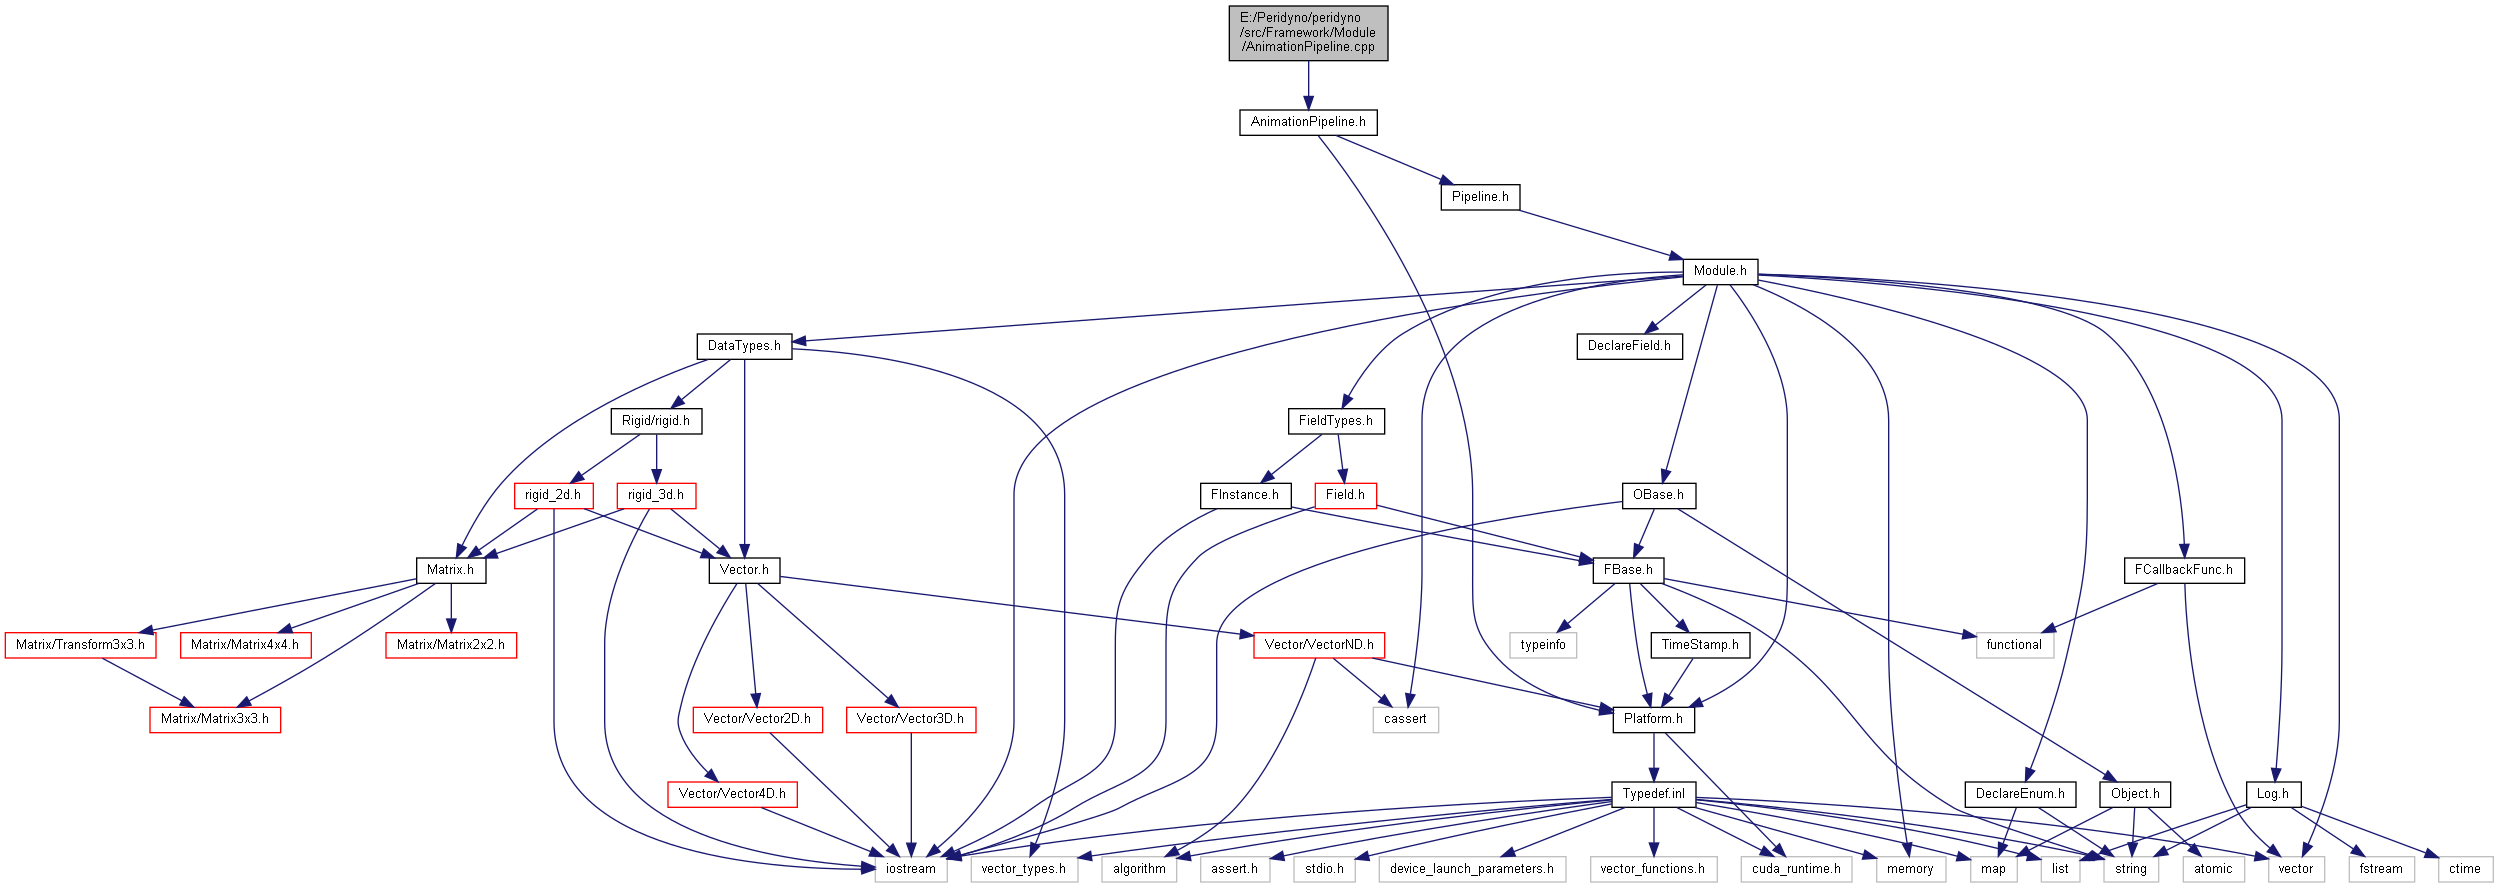 E:/Peridyno/peridyno
/src/Framework/Module
/AnimationPipeline.cpp
AnimationPipeline.h
Pipeline.h
Module.h
DataTypes.h
DeclareField.h
Rigid/rigid.h
FieldTypes.h
rigid_2d.h
rigid_3d.h
FInstance.h
Field.h
OBase.h
Matrix.h
Vector.h
FBase.h
FCallbackFunc.h
Matrix/Transform3x3.h
Matrix/Matrix4x4.h
Matrix/Matrix2x2.h
Vector/VectorND.h
typeinfo
TimeStamp.h
functional
Matrix/Matrix3x3.h
Vector/Vector2D.h
Vector/Vector3D.h
cassert
Platform.h
Vector/Vector4D.h
Typedef.inl
DeclareEnum.h
Object.h
Log.h
iostream
vector_types.h
algorithm
assert.h
stdio.h
device_launch_parameters.h
vector_functions.h
cuda_runtime.h
memory
map
list
string
atomic
vector
fstream
ctime